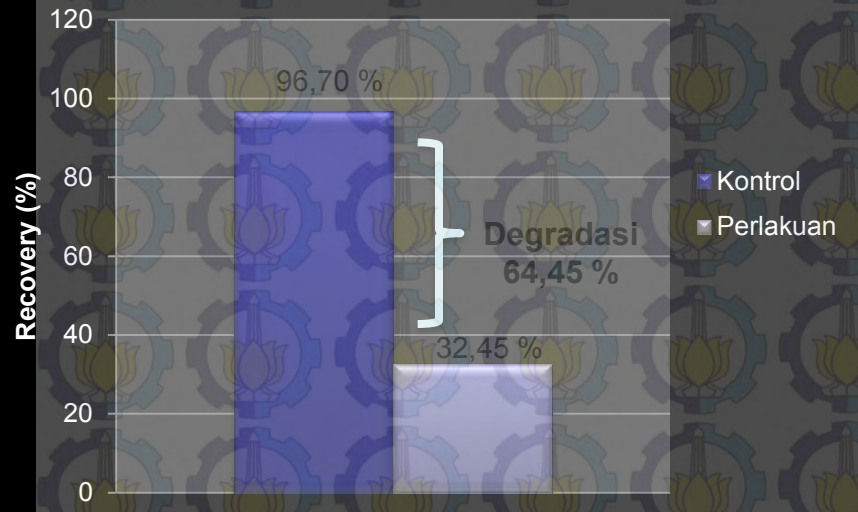 120
100
80
60
40
20
0
Recovery (%)
96,70 %
Degradasi
64,45 %
32,45 %
Kontrol
Perlakuan